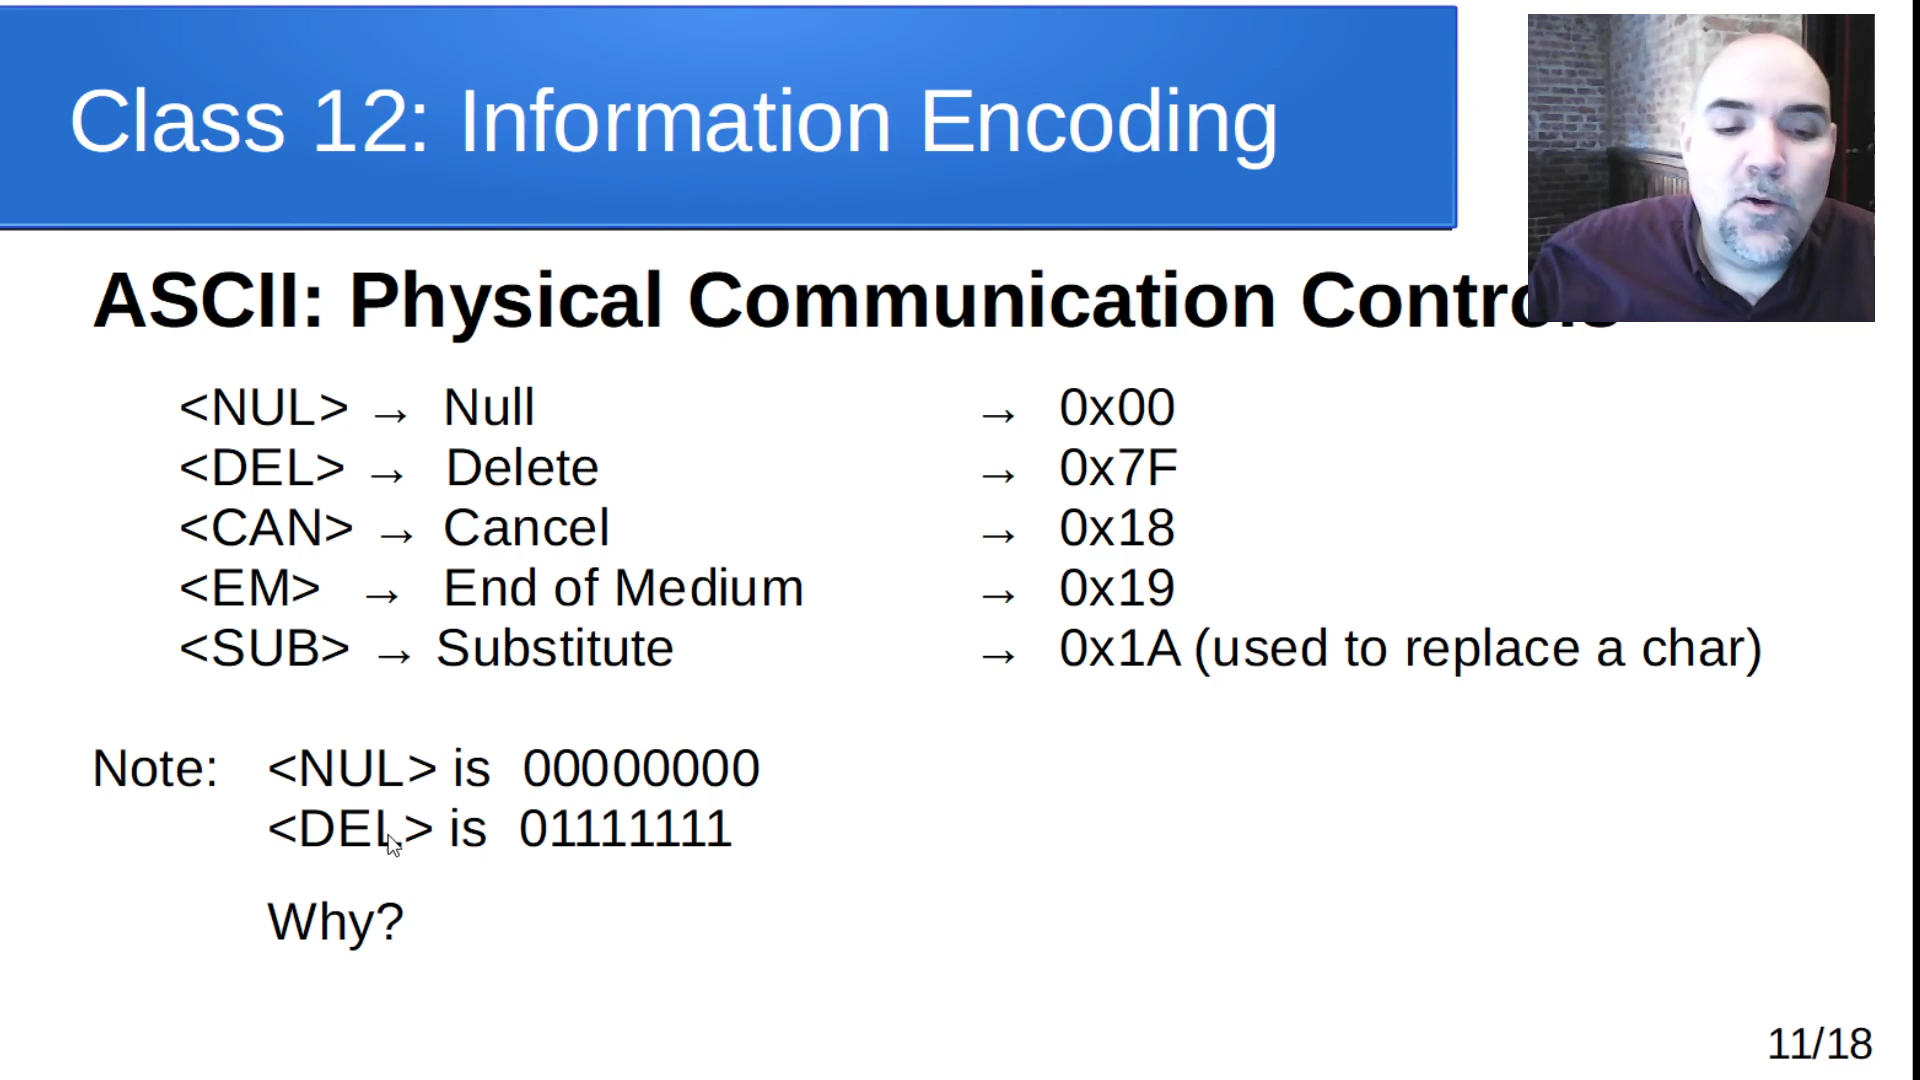 Class 12: Information Encoding
ASCII: Physical Communication Controls
<NUL> → Null → 0x00
<DEL> → Delete → 0x7F
<CAN> → Cancel → 0x18
<EM> → End of Medium → 0x19
<SUB> → Substitute → 0x1A (used to replace a char)
Note: <NUL> is 00000000
<DEL> is 01111111
Why?
11/18